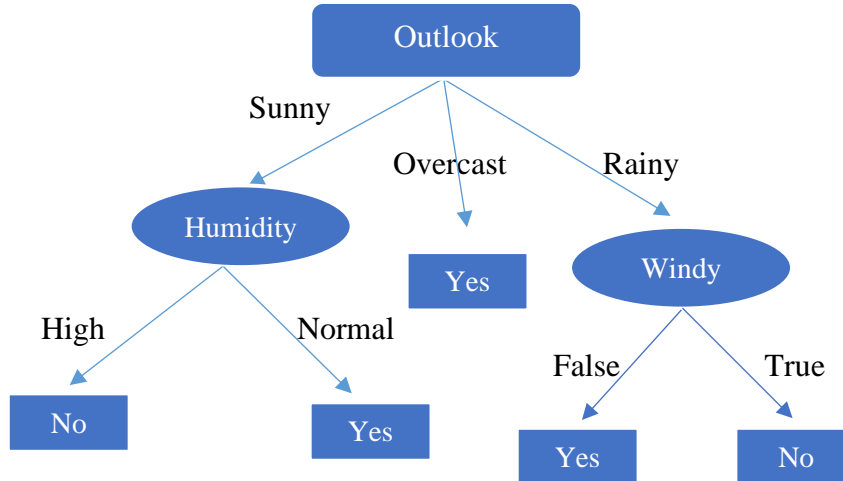 Outlook
Sunny
Overcast
Rainy
Humidity
Windy
Yes
High
Normal
False
True
No
Yes
Yes
No